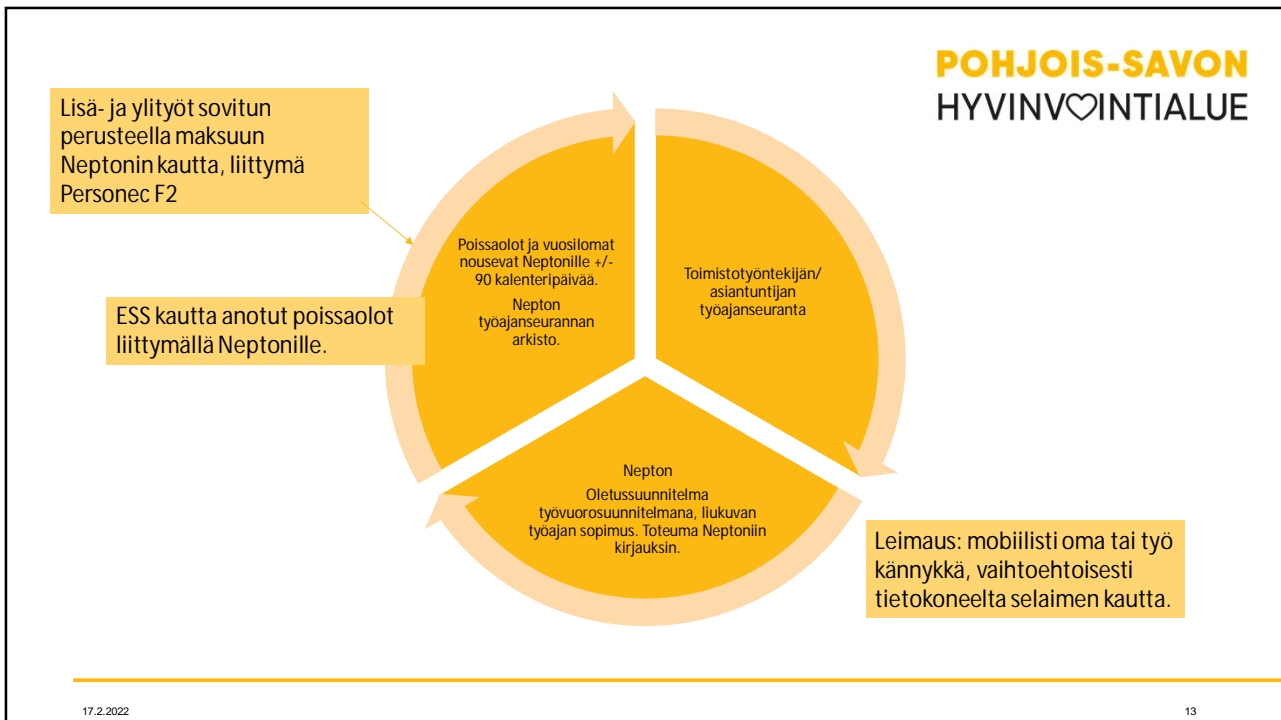 POHJOIS-SAVON
HYVINV♡INTIALUE
Lisä- ja ylityöt sovitun
perusteella maksuun
Neptonin kautta, liittymä
Personec F2
ESS kautta anotut poissaolot
liittymällä Neptonille.
Poissaolot ja vuosilomat
nousevat Neptonille +/-
90 kalenteripäivää.
Nepton
työajanseurannan
arkisto.
Toimistotyöntekijän/
asiantuntijan
työajanseuranta
Nepton
Oletussuunnitelma
työvuorosuunnitelmana, liukuvan
työajan sopimus. Toteuma Neptoniin
kirjauksin.
Leimaus: mobiilisti oma tai työ
kännykkä, vaihtoehtoisesti
tietokoneelta selaimen kautta.
17.2.2022
13